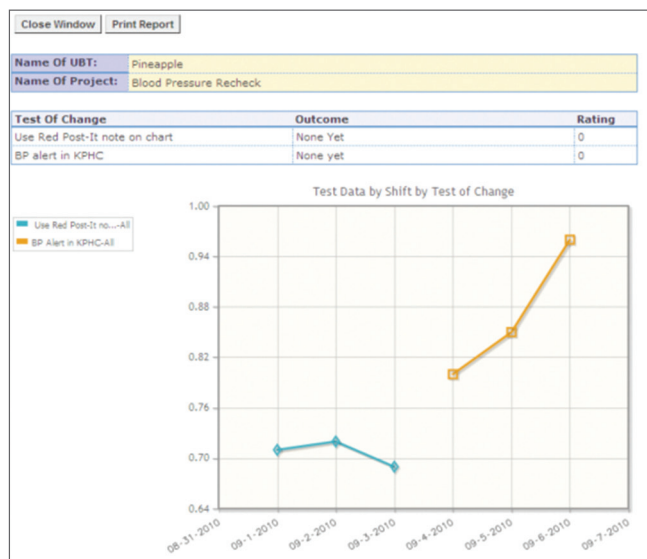 Close Window Print Report
Name Of UBT: Pineapple
Name Of Project: Blood Pressure Recheck
Test Of Change Outcome Rating
Use Red Post-It note on chart None Yet 0
BP alert in KPHC None yet 0
Test Data by Shift by Test of Change
Use Red Post-It no...-All
BP Alert in KPHC-All
1.00
0.94
0.88
0.82
0.76
0.70
0.64
08-31-2010 09-1-2010 09-2-2010 09-3-2010 09-4-2010 09-5-2010 09-6-2010 09-7-2010